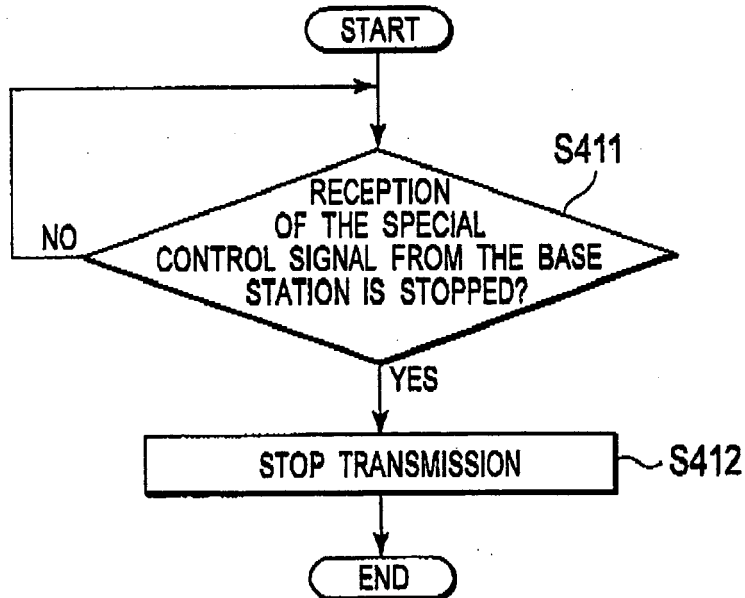 START
S411
RECEPTION
OF THE SPECIAL
CONTROL SIGNAL FROM THE BASE
STATION IS STOPPED?
NO
YES
STOP TRANSMISSION
S412
END